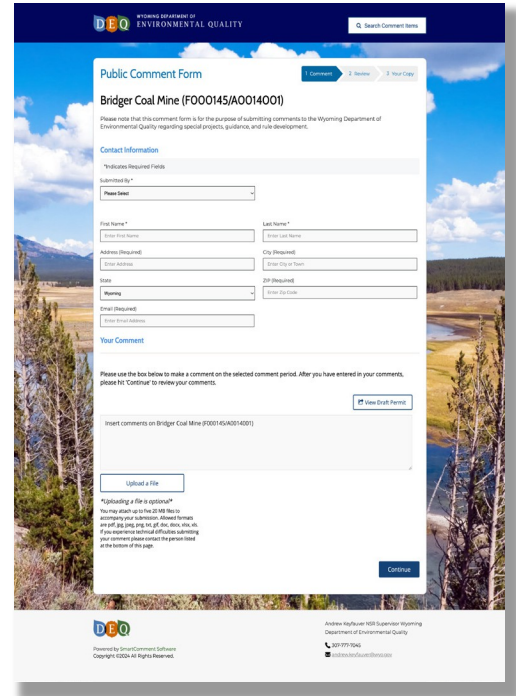 DEQ
WYOMING DEPARTMENT OF
ENVIRONMENTAL QUALITY
Search Comment Items
Public Comment Form
1 Comment
2 Review
3 Your Copy
Bridger Coal Mine (F000145/A0014001)
Please note that this comment form is for the purpose of submitting comments to the Wyoming Department of
Environmental Quality regarding special projects, guidance, and rule development.
Contact Information
*Indicates Required Fields
Submitted By *
Please Select
First Name *
Last Name *
Enter First Name
Enter Last Name
Address (Required)
City (Required)
Enter Address
Enter City or Town
State
ZIP (Required)
Wyoming
Enter Zip Code
Email (Required)
Enter Email Address
Your Comment
Please use the box below to make a comment on the selected comment period. After you have entered in your comments,
please hit 'Continue' to review your comments.
View Draft Permit
Insert comments on Bridger Coal Mine (F000145/A0014001)
Upload a File
*Uploading a file is optional*
You may attach up to five 20 MB files to
accompany your submission. Allowed formats
are pdf, jpg, jpeg, png, txt, gif, doc, docx, xlsx, xls.
If you experience technical difficulties submitting
your comment please contact the person listed
at the bottom of this page.
Continue
DEQ
Powered by SmartComment Software
Copyright ©2024 All Rights Reserved.
Andrew Keyfauver NSR Supervisor Wyoming
Department of Environmental Quality
307-777-7045